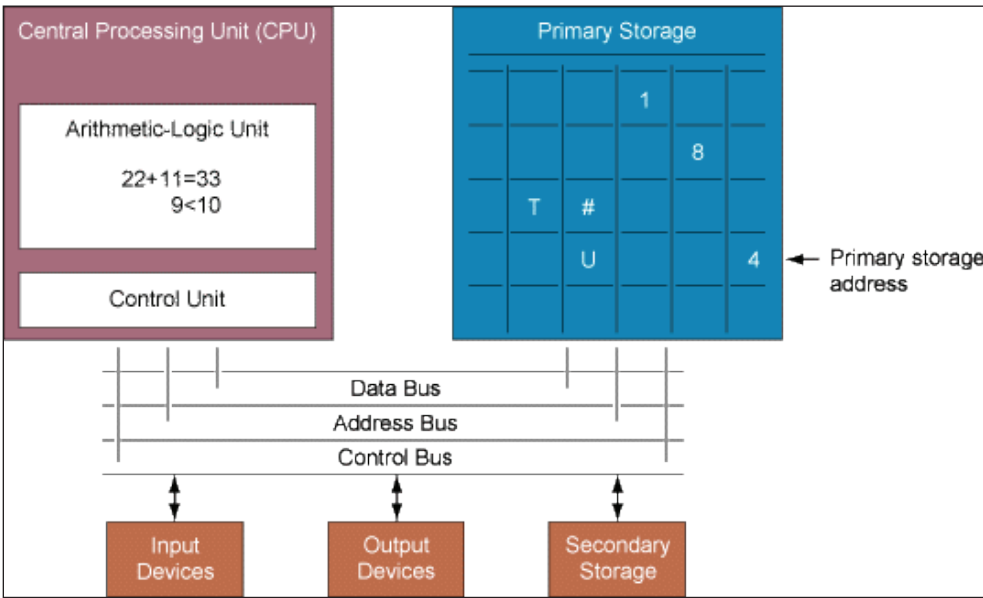 Central Processing Unit (CPU)
Arithmetic-Logic Unit
22+11=33
9<10
Control Unit
Primary Storage
1
8
T #
U 4
Primary storage
address
Data Bus
Address Bus
Control Bus
Input
Devices
Output
Devices
Secondary
Storage